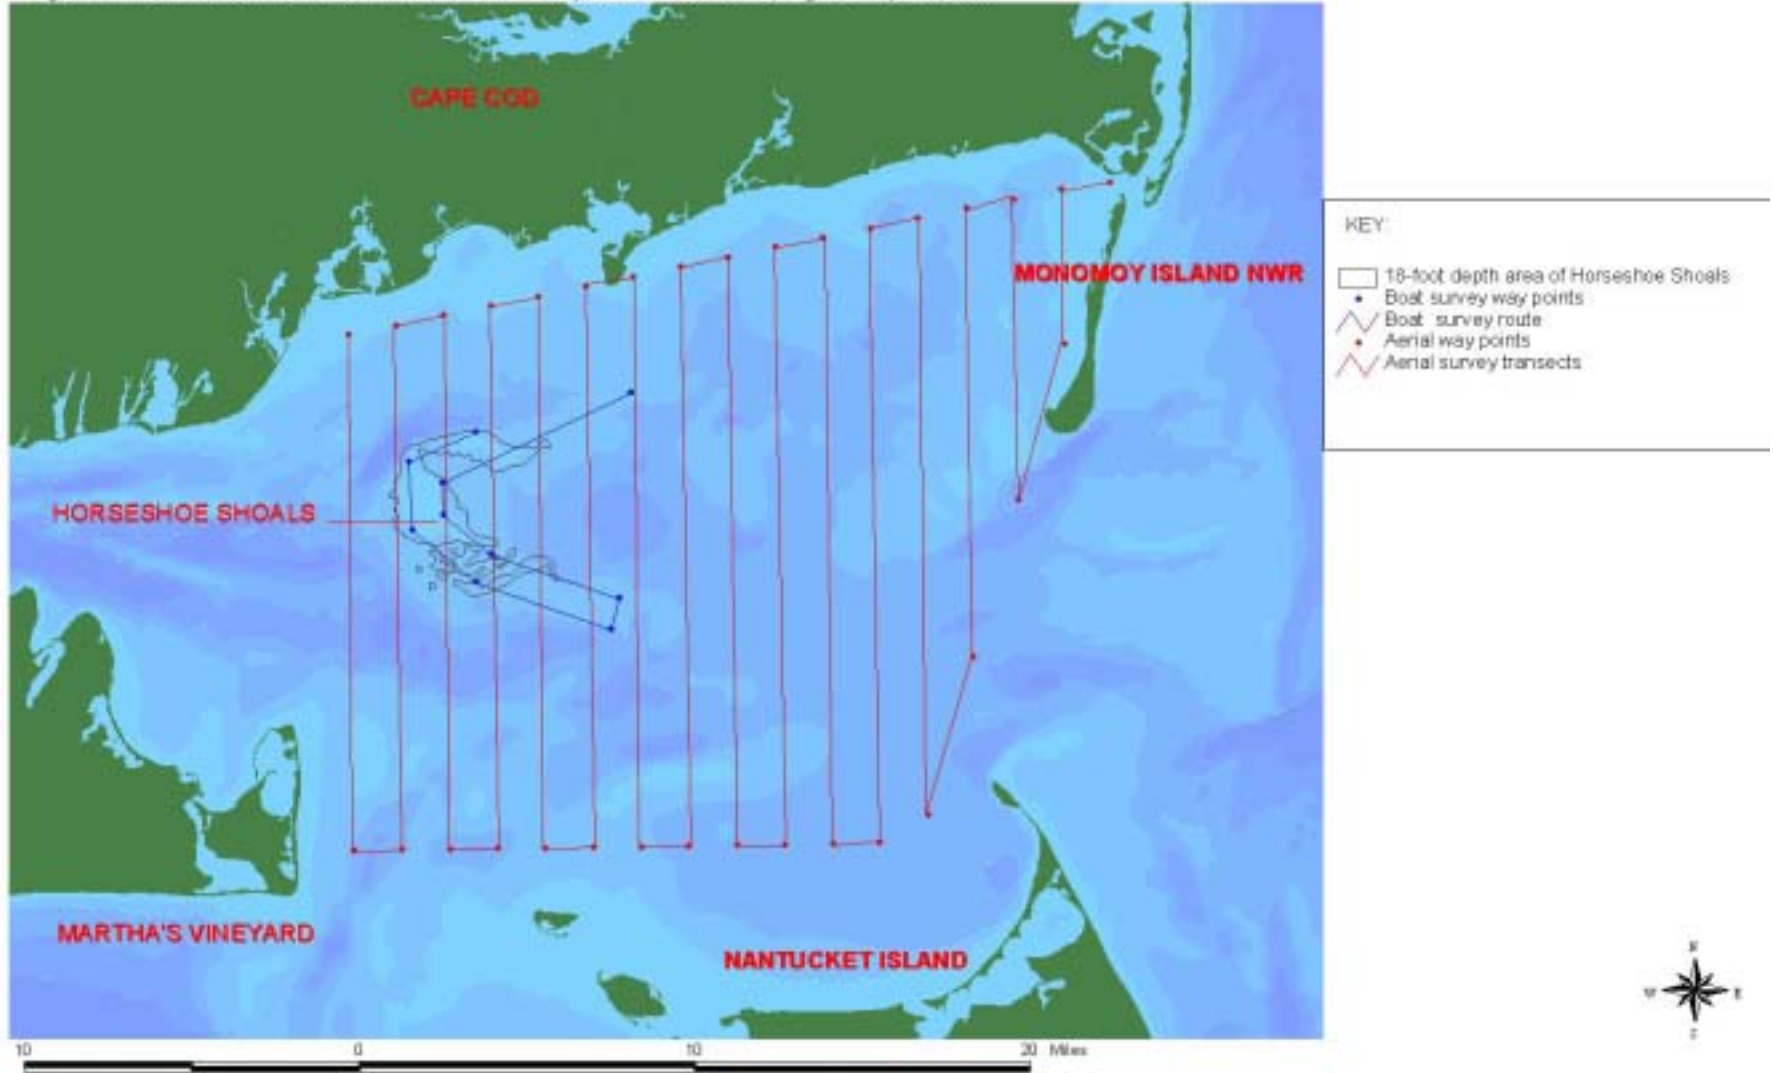 CAPE COD
MONOMOY ISLAND NWR
HORSESHOE SHOALS
MARTHA'S VINEYARD
NANTUCKET ISLAND
KEY:
18-foot depth area of Horseshoe Shoals
Boat survey way points
Boat survey route
Aerial way points
Aerial survey transects
N
W E
S
10 0 10 20 Miles